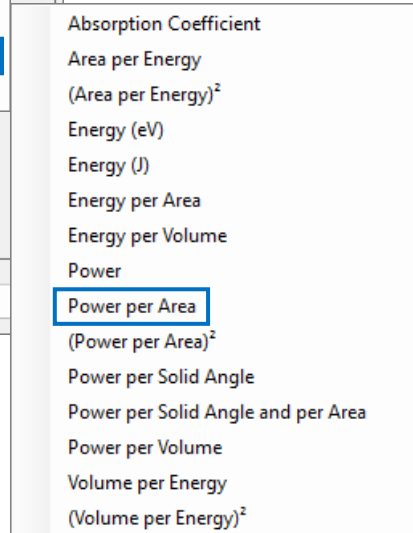 Absorption Coefficient
Area per Energy
(Area per Energy)²
Energy (eV)
Energy (J)
Energy per Area
Energy per Volume
Power
Power per Area
(Power per Area)²
Power per Solid Angle
Power per Solid Angle and per Area
Power per Volume
Volume per Energy
(Volume per Energy)²